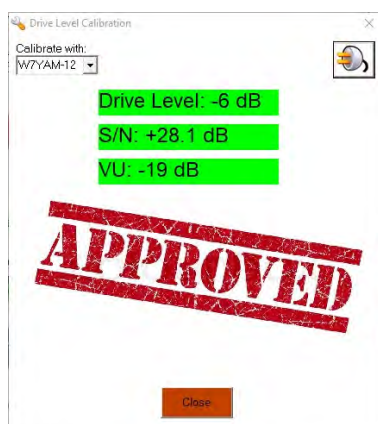 Drive Level Calibration
Calibrate with:
W7YAM-12
Drive Level: -6 dB
S/N: +28.1 dB
VU: -19 dB
APPROVED
Close